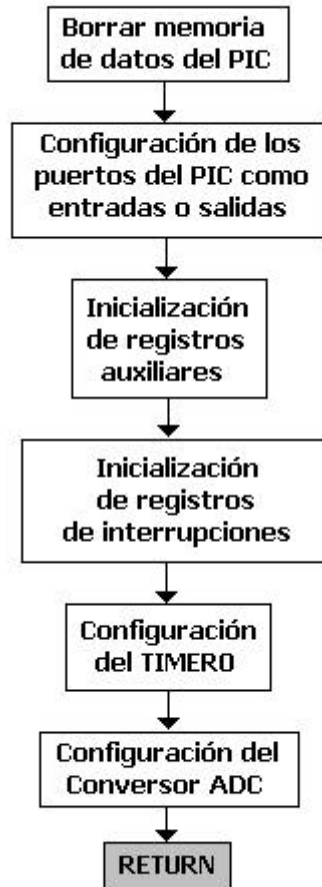 Borrar memoria
de datos del PIC
Configuración de los
puertos del PIC como
entradas o salidas
Inicialización
de registros
auxiliares
Inicialización
de registros
de interrupciones
Configuración
del TIMER0
Configuración del
Conversor ADC
RETURN